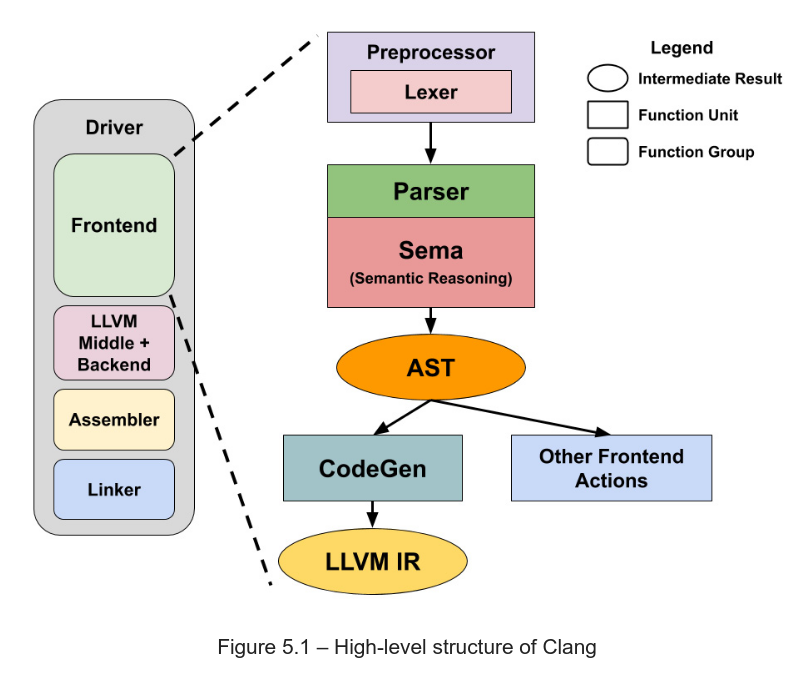 Driver
Frontend
LLVM
Middle +
Backend
Assembler
Linker
Preprocessor
Lexer
Parser
Sema
(Semantic Reasoning)
AST
CodeGen
Other Frontend
Actions
LLVM IR
Legend
Intermediate Result
Function Unit
Function Group
Figure 5.1 – High-level structure of Clang